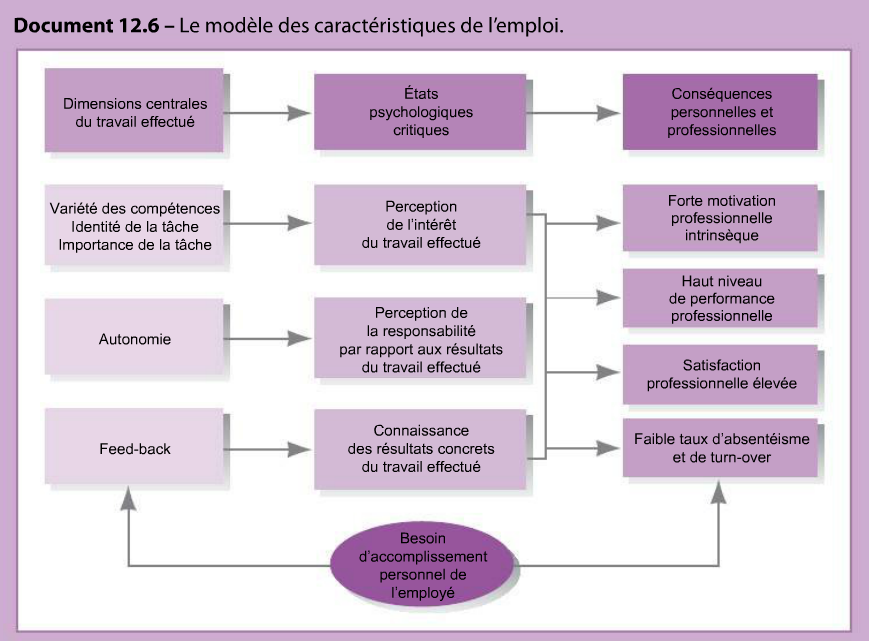 Document 12.6 – Le modèle des caractéristiques de l'emploi.
Dimensions centrales
du travail effectué
États
psychologiques
critiques
Conséquences
personnelles et
professionnelles
Variété des compétences
Identité de la tâche
Importance de la tâche
Perception
de l'intérêt
du travail effectué
Forte motivation
professionnelle
intrinsèque
Haut niveau
de performance
professionnelle
Autonomie
Perception de
la responsabilité
par rapport aux résultats
du travail effectué
Satisfaction
professionnelle élevée
Feed-back
Connaissance
des résultats concrets
du travail effectué
Faible taux d'absentéisme
et de turn-over
Besoin
d'accomplissement
personnel de
l'employé